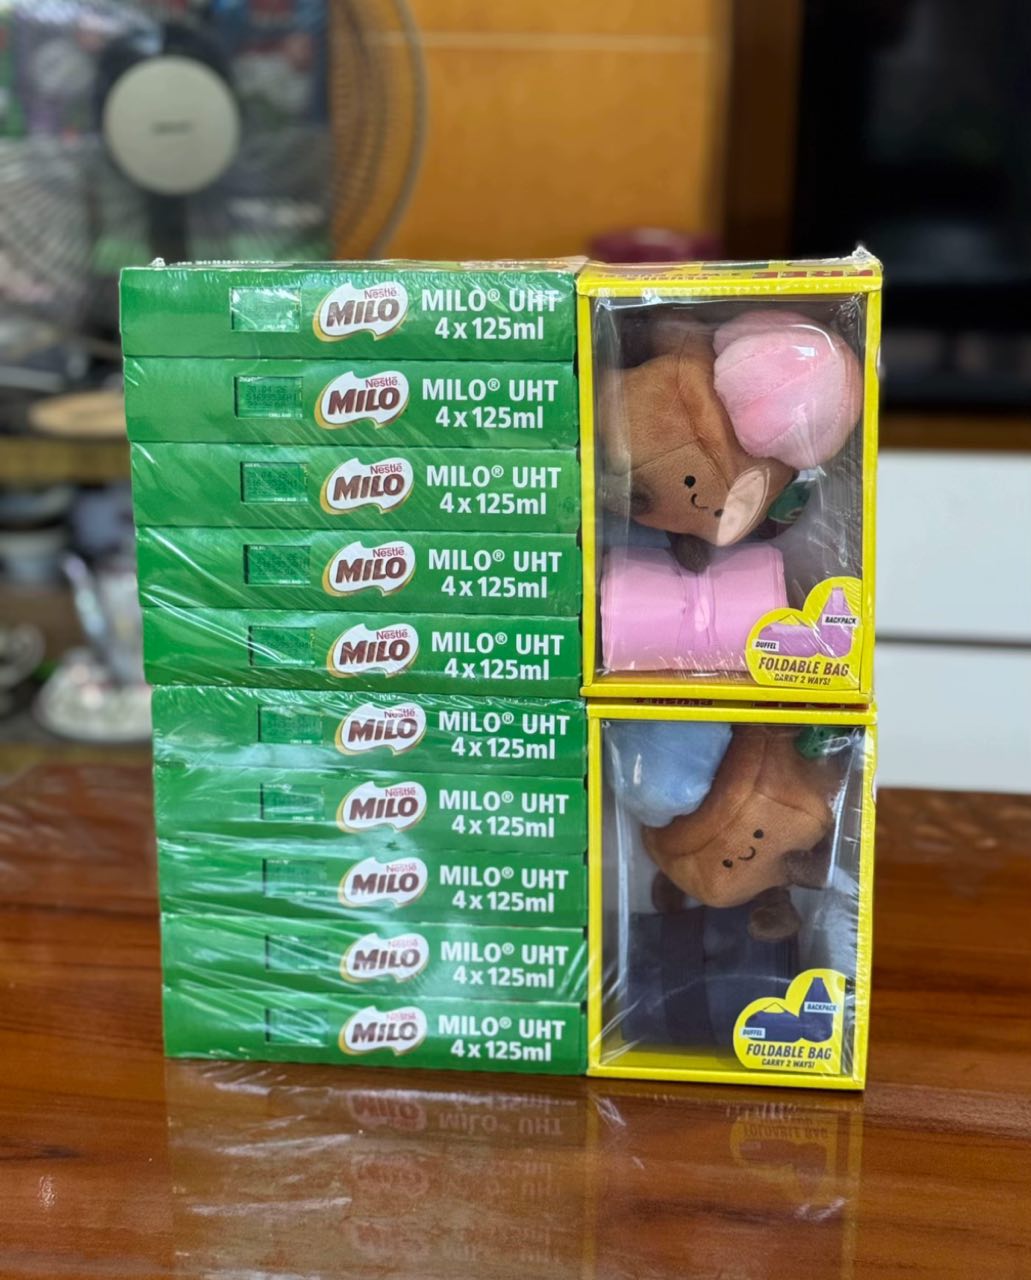 Nestlé
MILO
MILO® UHT
4 x 125ml
Nestlé
MILO
MILO® UHT
4 x 125ml
Nestlé
MILO
MILO® UHT
4 x 125ml
Nestlé
MILO
MILO® UHT
4 x 125ml
Nestlé
MILO
MILO® UHT
4 x 125ml
Nestlé
MILO
MILO® UHT
4 x 125ml
Nestlé
MILO
MILO® UHT
4 x 125ml
Nestlé
MILO
MILO® UHT
4 x 125ml
Nestlé
MILO
MILO® UHT
4 x 125ml
Nestlé
MILO
MILO® UHT
4 x 125ml
FREE
BACKPACK
DUFFEL
FOLDABLE BAG
CARRY 2 WAYS!
BACKPACK
DUFFEL
FOLDABLE BAG
CARRY 2 WAYS!